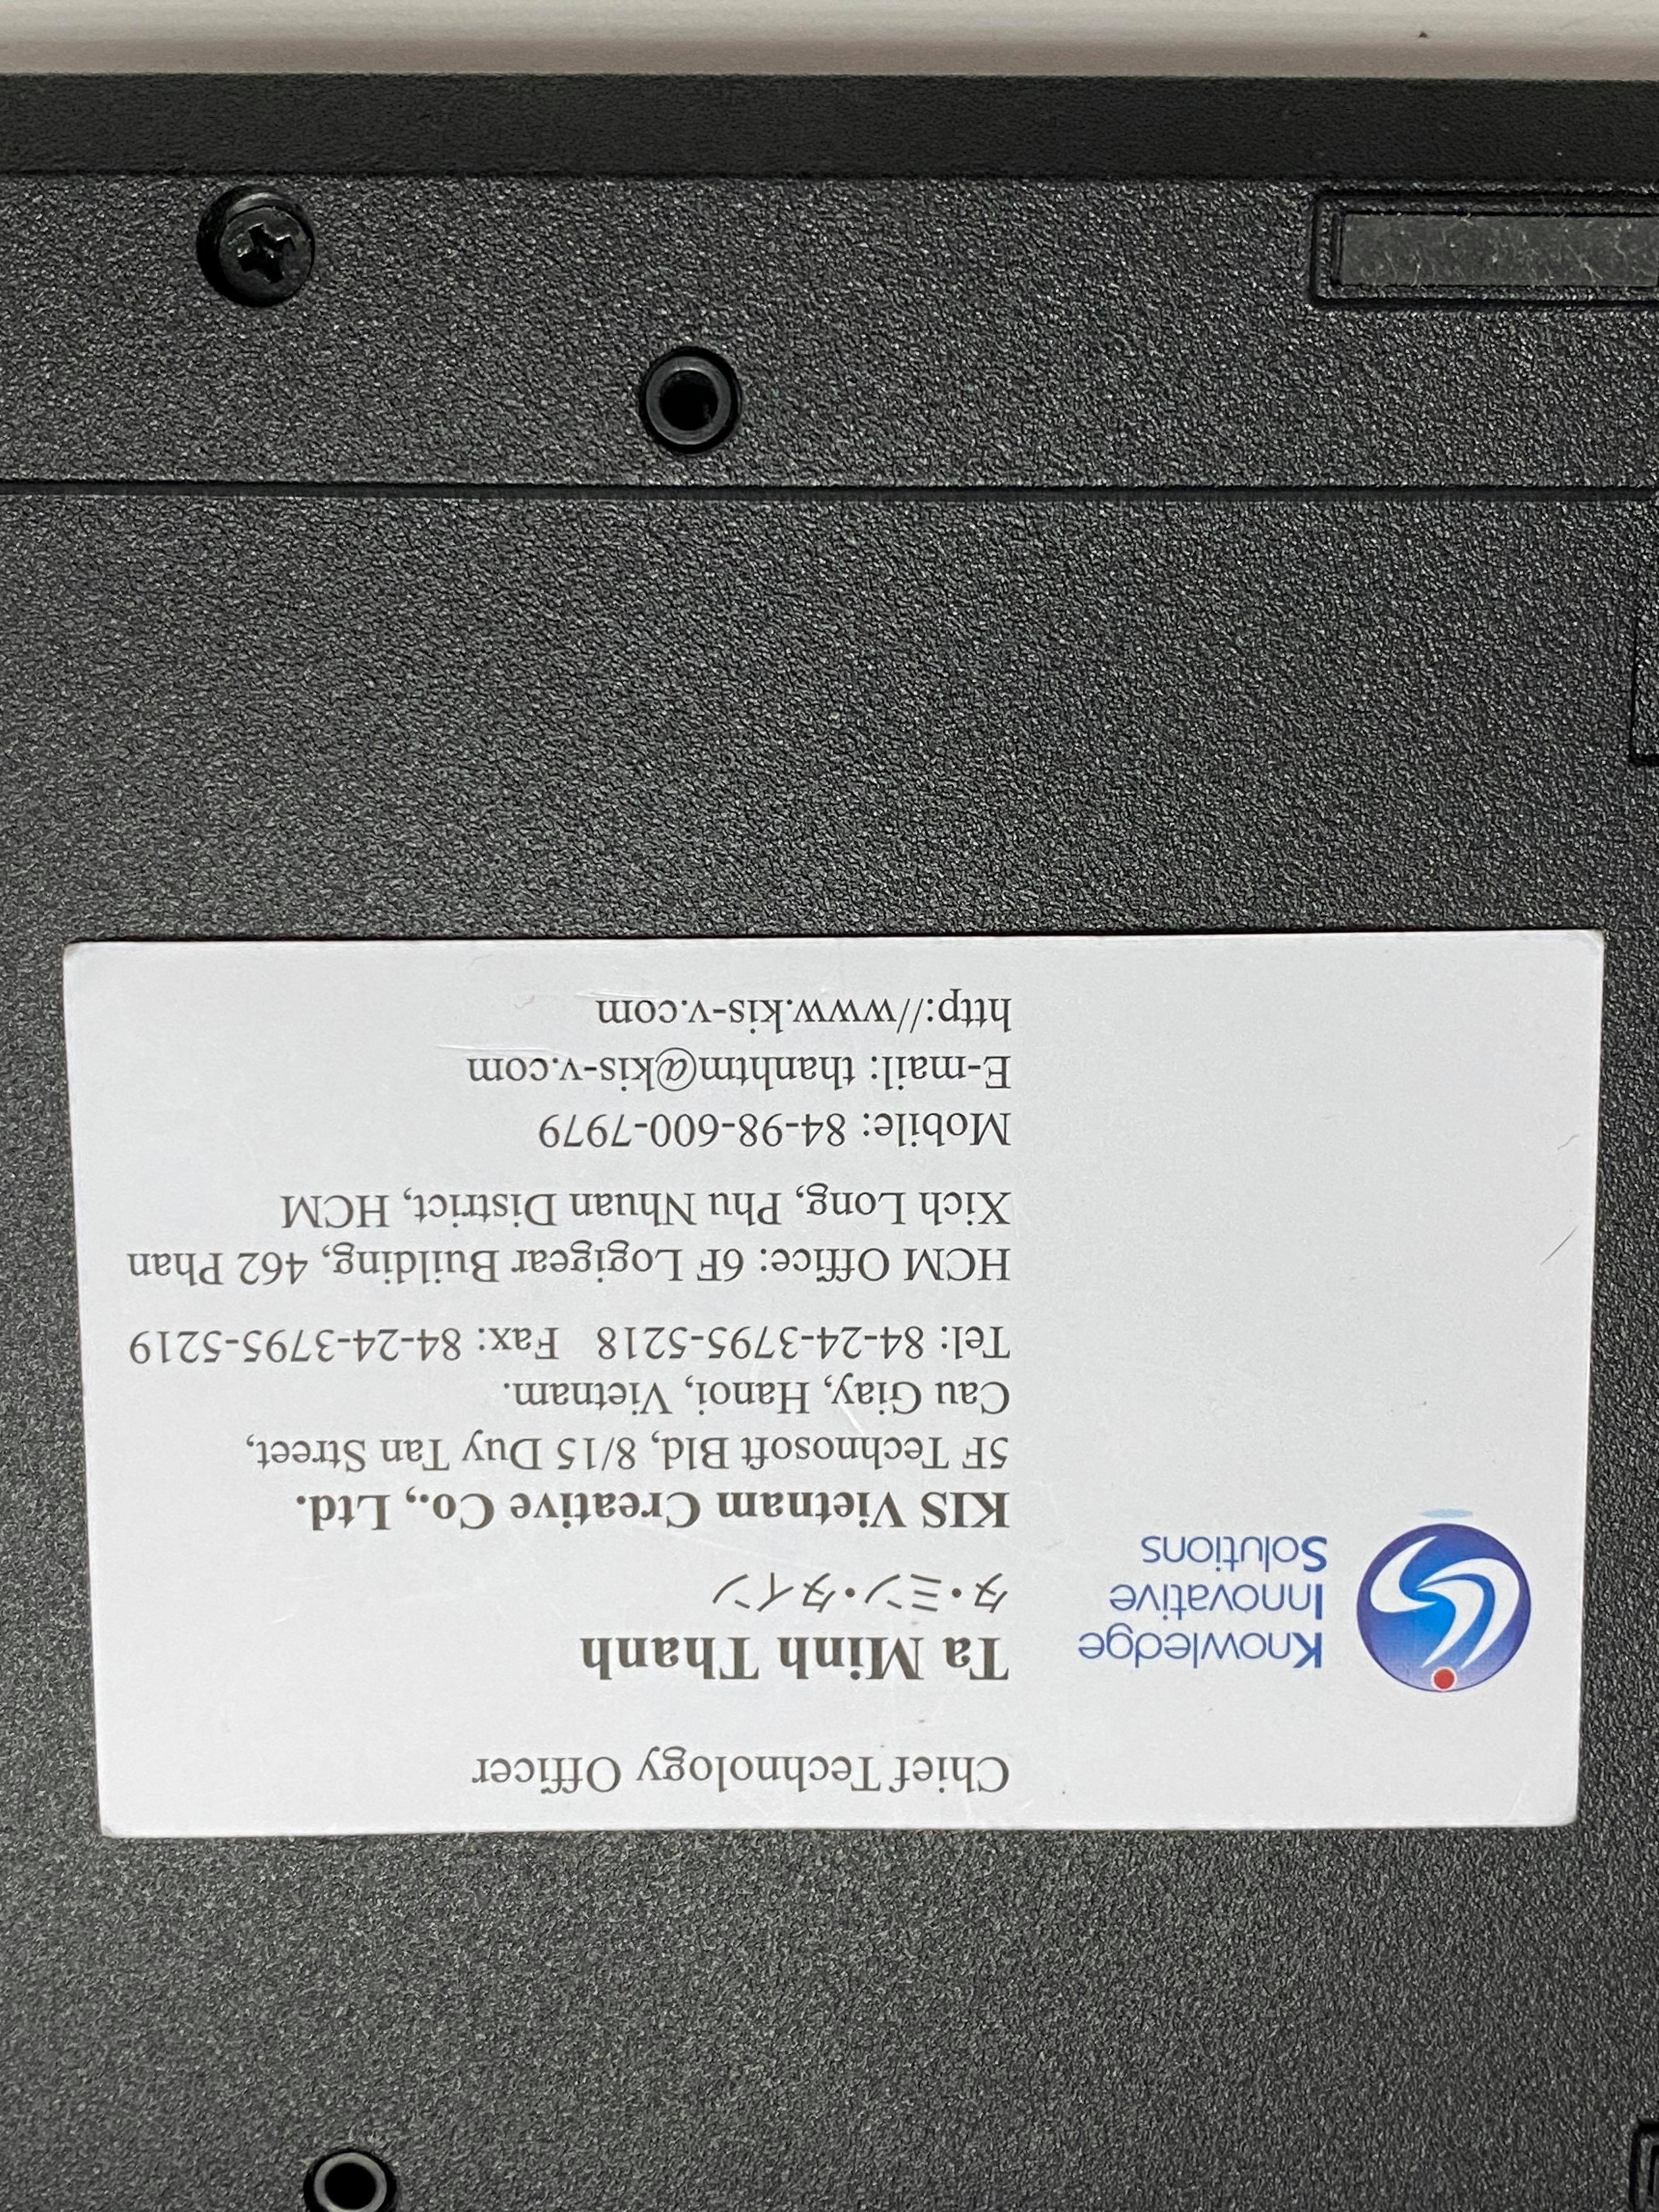 Chief Technology Officer
Knowledge
Innovative
Solutions
Ta Minh Thanh
タ・ミン・タイン
KIS Vietnam Creative Co., Ltd.
5F Technosoft Bld, 8/15 Duy Tan Street,
Cau Giay, Hanoi, Vietnam.
Tel: 84-24-3795-5218 Fax: 84-24-3795-5219
HCM Office: 6F Logigear Building, 462 Phan
Xich Long, Phu Nhuan District, HCM
Mobile: 84-98-600-7979
E-mail: thanhtm@kis-v.com
http://www.kis-v.com